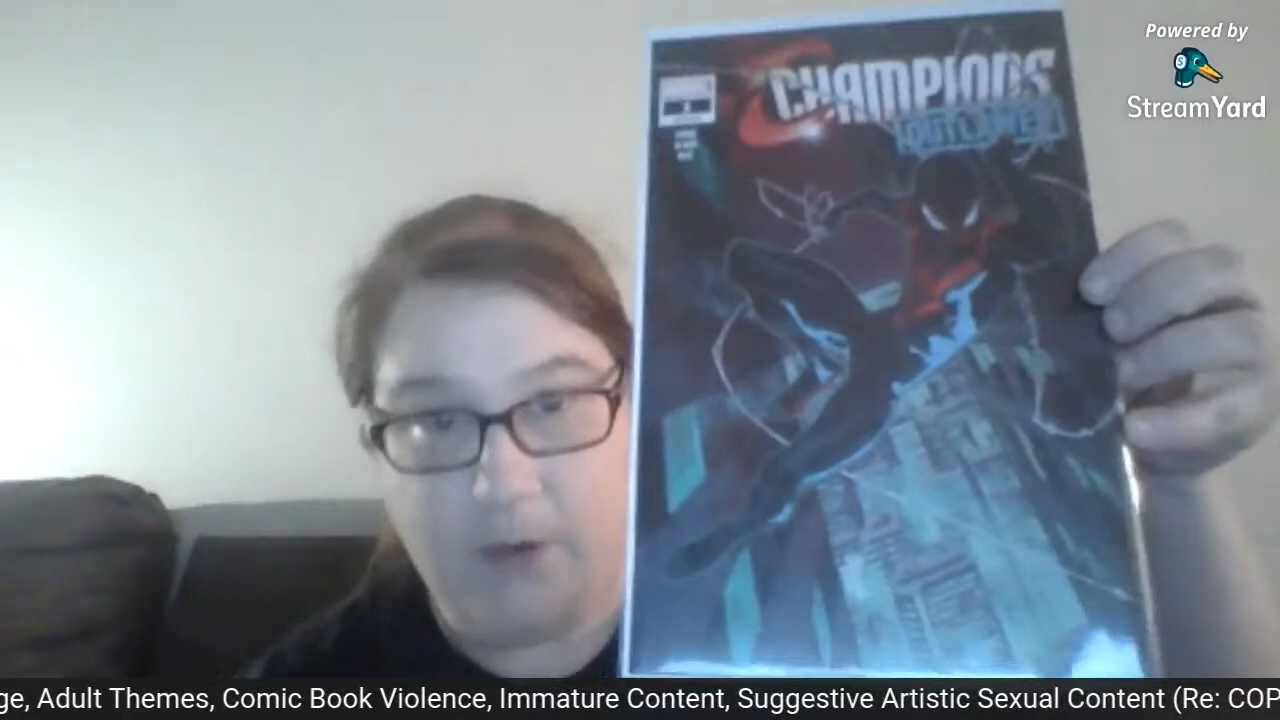 Powered by
StreamYard
CHAMPIONS
OUTLAWED
1
ge, Adult Themes, Comic Book Violence, Immature Content, Suggestive Artistic Sexual Content (Re: COP